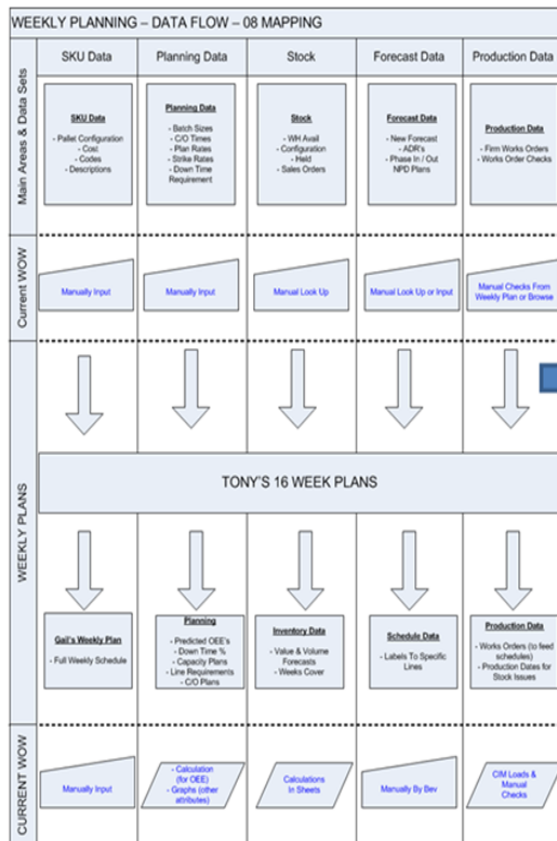 WEEKLY PLANNING – DATA FLOW – 08 MAPPING
SKU Data
Planning Data
Stock
Forecast Data
Production Data
Main Areas & Data Sets
SKU Data
- Pallet Configuration
- Cost
- Codes
- Descriptions
Planning Data
- Batch Sizes
- C/O Times
- Plan Rates
- Strike Rates
- Down Time
Requirement
Stock
- WH Avail
- Configuration
- Held
- Sales Orders
Forecast Data
- New Forecast
- ADR's
- Phase In / Out
NPD Plans
Production Data
- Firm Works Orders
- Works Order Checks
Current WOW
Manually Input
Manually Input
Manual Look Up
Manual Look Up or Input
Manual Checks From
Weekly Plan or Browse
WEEKLY PLANS
TONY'S 16 WEEK PLANS
Gail's Weekly Plan
- Full Weekly Schedule
Planning
- Predicted OEE's
- Down Time %
- Capacity Plans
- Line Requirements
- C/O Plans
Inventory Data
- Value & Volume
Forecasts
- Weeks Cover
Schedule Data
- Labels To Specific
Lines
Production Data
- Works Orders (to feed
schedules)
- Production Dates for
Stock Issues
CURRENT WOW
Manually Input
- Calculation
(for OEE)
- Graphs (other
attributes)
Calculations
In Sheets
Manually By Bev
CIM Loads &
Manual
Checks